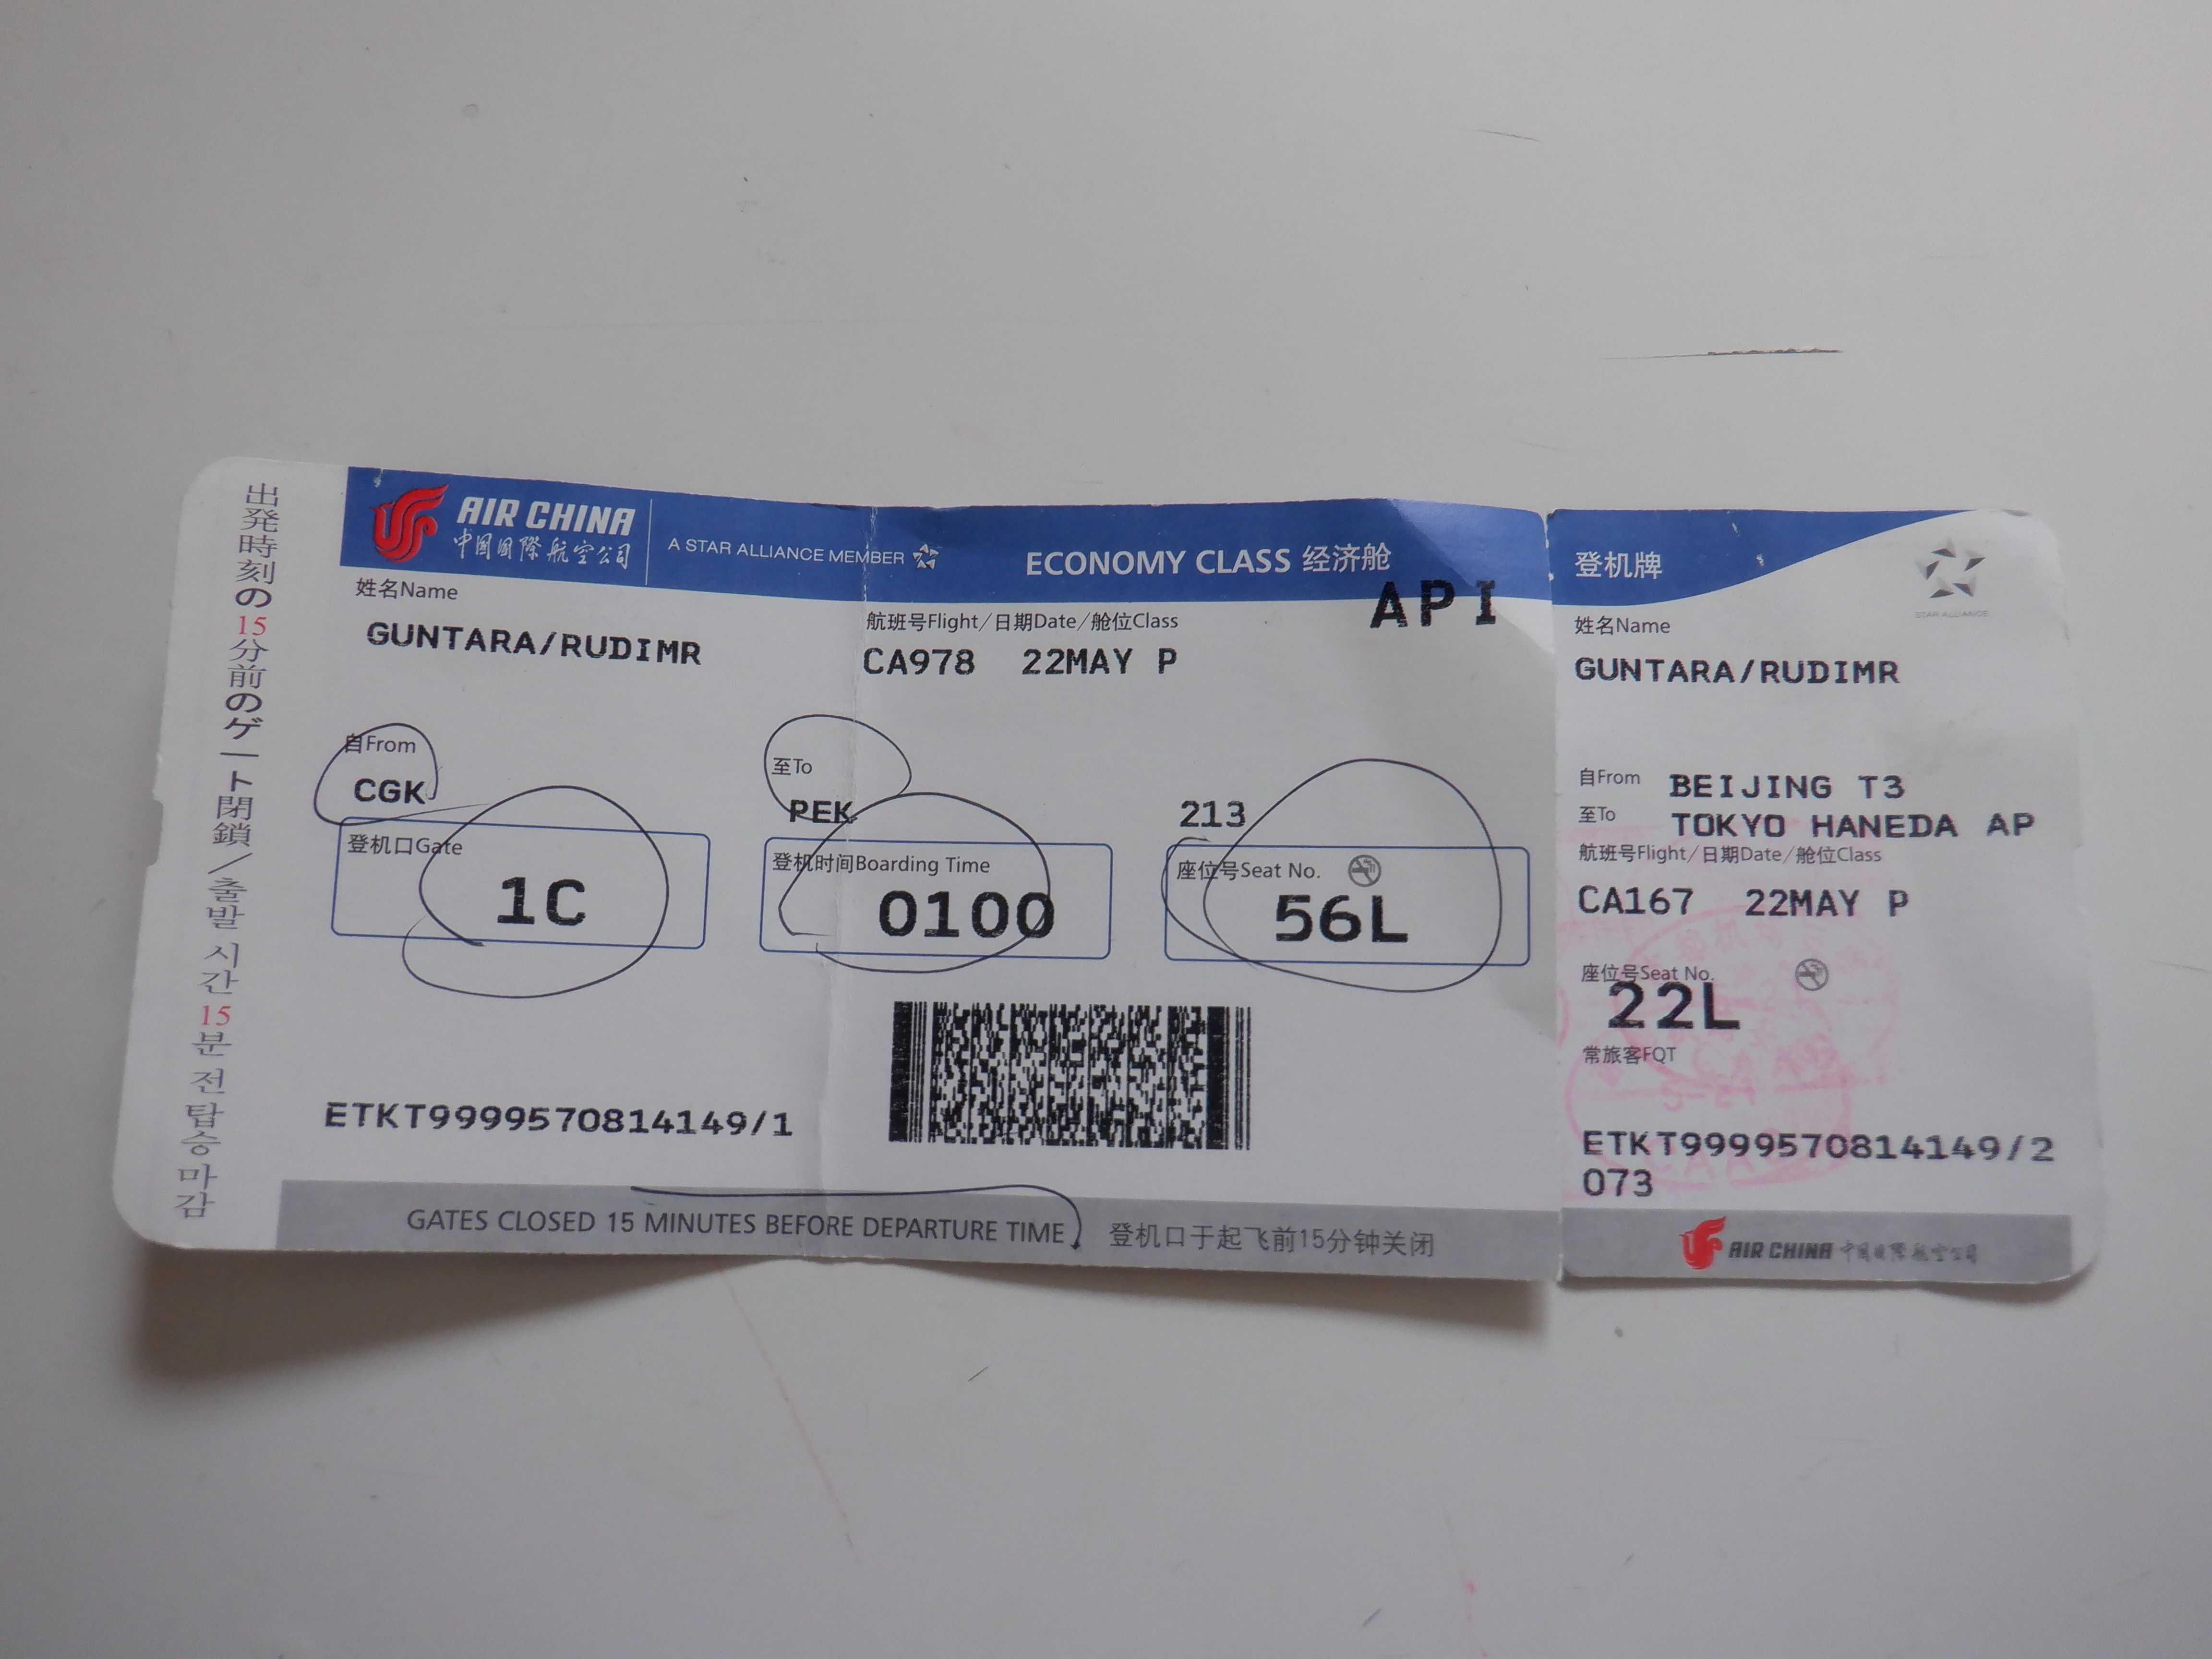 出発時刻の15分前のゲート閉鎖/출발 시간 15분 전 탑승 마감
AIR CHINA
中国国際航空公司
A STAR ALLIANCE MEMBER
ECONOMY CLASS 经济舱
API
姓名Name
GUNTARA/RUDIMR
航班号Flight/日期Date/舱位Class
CA978 22MAY P
自From
CGK
至To
PEK
213
登机口Gate
1C
登机时间Boarding Time
0100
座位号Seat No.
56L
ETKT9999570814149/1
GATES CLOSED 15 MINUTES BEFORE DEPARTURE TIME 登机口于起飞前15分钟关闭
登机牌
STAR ALLIANCE
姓名Name
GUNTARA/RUDIMR
自From BEIJING T3
至To TOKYO HANEDA AP
航班号Flight/日期Date/舱位Class
CA167 22MAY P
座位号Seat No.
22L
常旅客FQT
ETKT9999570814149/2
073
AIR CHINA 中国国際航空公司